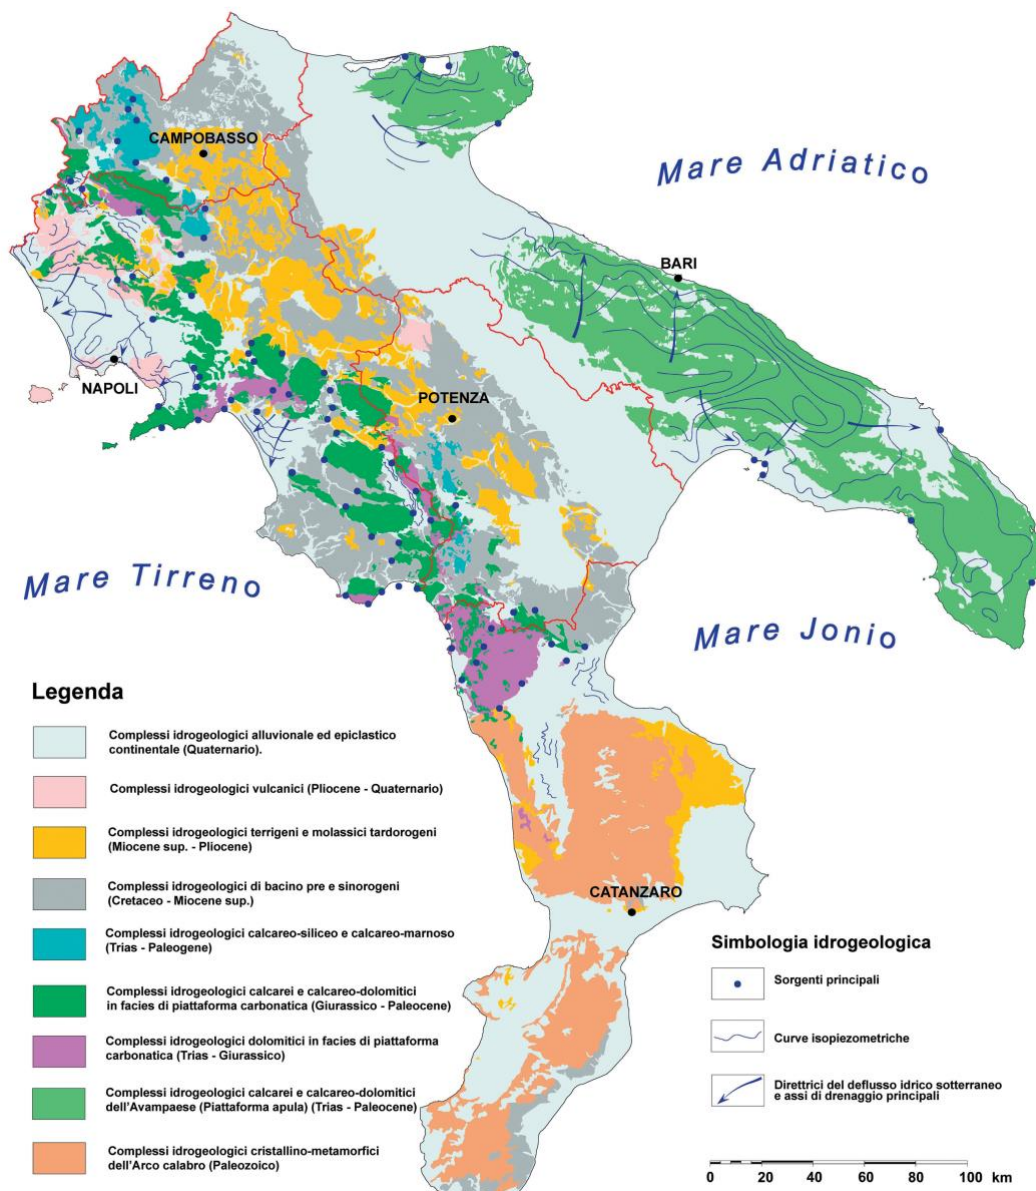 CAMPOBASSO
Mare Adriatico
BARI
NAPOLI
POTENZA
Mare Tirreno
Mare Jonio
CATANZARO
Legenda
Complessi idrogeologici alluvionale ed epiclastico
continentale (Quaternario).
Complessi idrogeologici vulcanici (Pliocene - Quaternario)
Complessi idrogeologici terrigeni e molassici tardorogeni
(Miocene sup. - Pliocene)
Complessi idrogeologici di bacino pre e sinorogeni
(Cretaceo - Miocene sup.)
Complessi idrogeologici calcareo-siliceo e calcareo-marnoso
(Trias - Paleogene)
Complessi idrogeologici calcarei e calcareo-dolomitici
in facies di piattaforma carbonatica (Giurassico - Paleocene)
Complessi idrogeologici dolomitici in facies di piattaforma
carbonatica (Trias - Giurassico)
Complessi idrogeologici calcarei e calcareo-dolomitici
dell'Avampaese (Piattaforma apula) (Trias - Paleocene)
Complessi idrogeologici cristallino-metamorfici
dell'Arco calabro (Paleozoico)
Simbologia idrogeologica
Sorgenti principali
Curve isopiezometriche
Direttrici del deflusso idrico sotterraneo
e assi di drenaggio principali
0 20 40 60 80 100 km